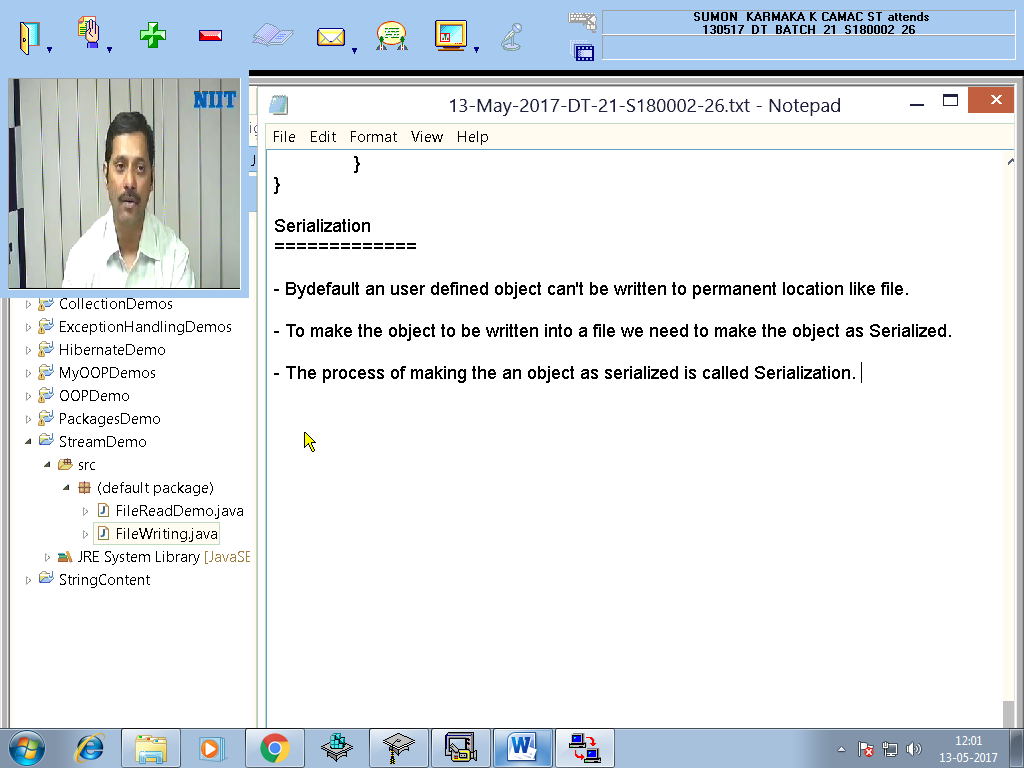 SUMON KARMAKA K CAMAC ST attends
130517 DT BATCH 21 S180002 26
NIIT
13-May-2017-DT-21-S180002-26.txt - Notepad
File Edit Format View Help
}
}
Serialization
=============
- Bydefault an user defined object can't be written to permanent location like file.
- To make the object to be written into a file we need to make the object as Serialized.
- The process of making the an object as serialized is called Serialization.
CollectionDemos
ExceptionHandlingDemos
HibernateDemo
MyOOPDemos
OOPDemo
PackagesDemo
StreamDemo
src
(default package)
FileReadDemo.java
FileWriting.java
JRE System Library [JavaSE
StringContent
12:01
13-05-2017